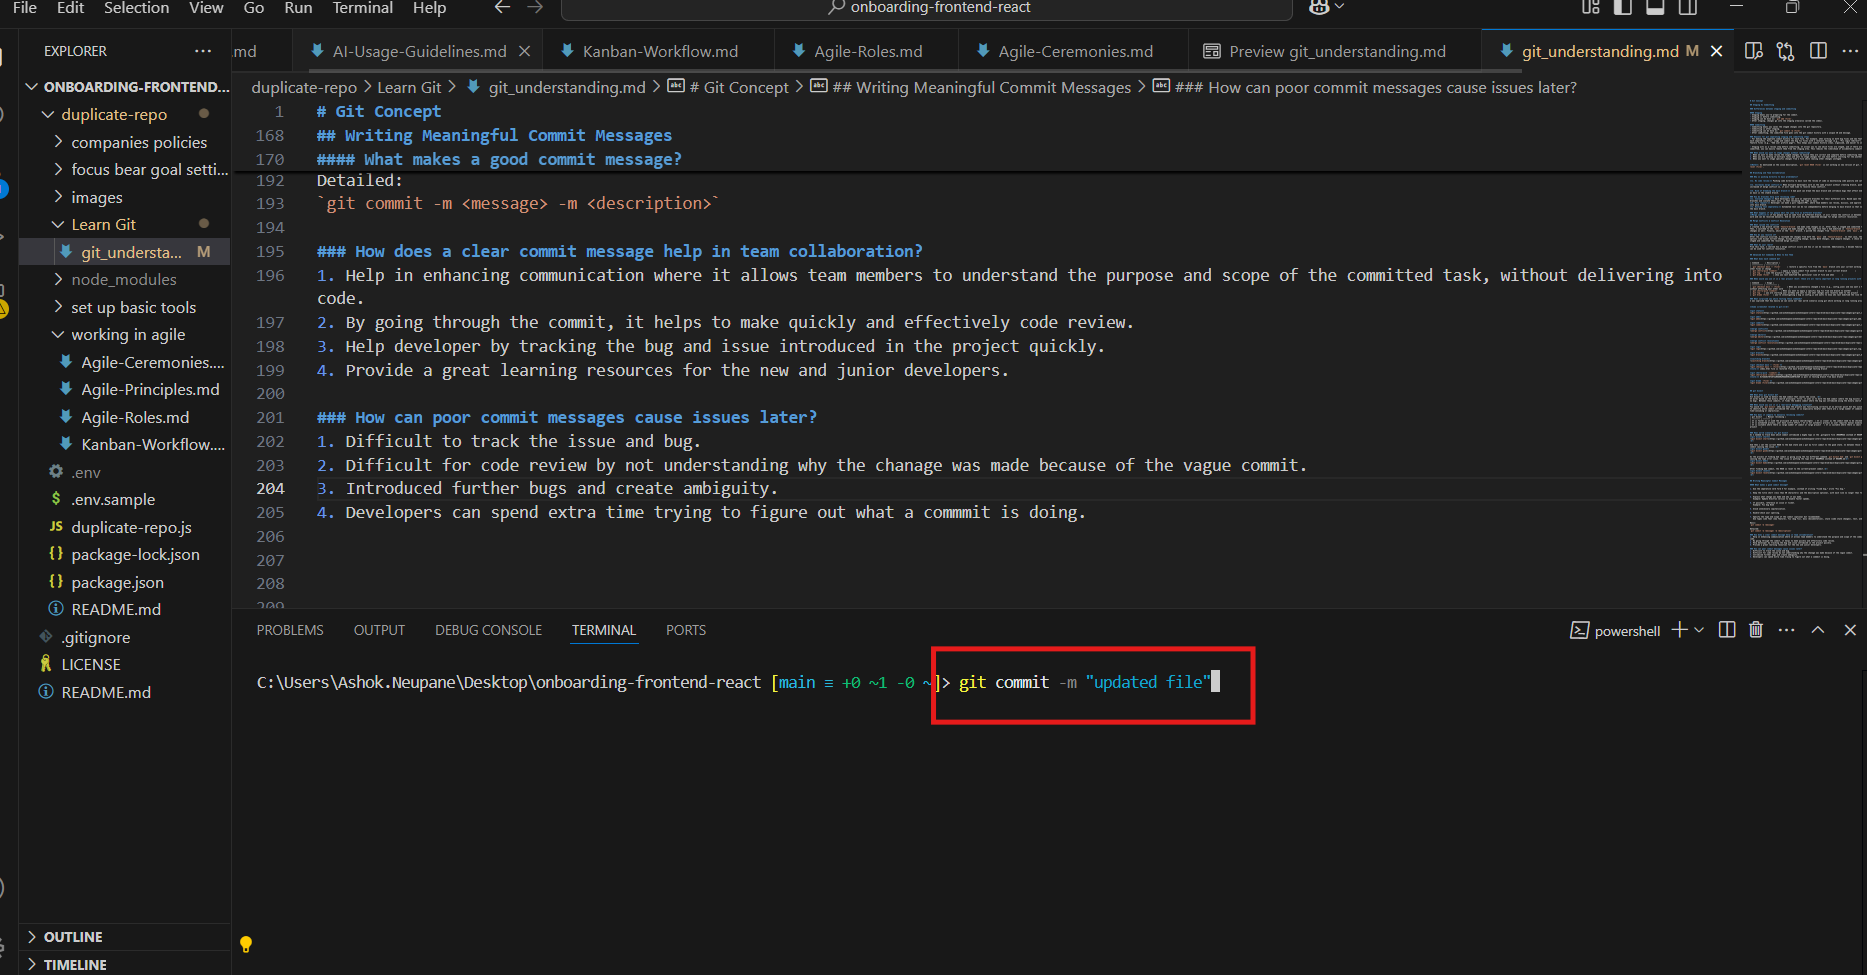 File Edit Selection View Go Run Terminal Help
onboarding-frontend-react
EXPLORER
.md
AI-Usage-Guidelines.md
Kanban-Workflow.md
Agile-Roles.md
Agile-Ceremonies.md
Preview git_understanding.md
git_understanding.md M
ONBOARDING-FRONTEND...
duplicate-repo
companies policies
focus bear goal setti...
images
Learn Git
git_understa... M
node_modules
set up basic tools
working in agile
Agile-Ceremonies....
Agile-Principles.md
Agile-Roles.md
Kanban-Workflow....
.env
.env.sample
JS duplicate-repo.js
package-lock.json
package.json
README.md
.gitignore
LICENSE
README.md
OUTLINE
TIMELINE
duplicate-repo > Learn Git > git_understanding.md > # Git Concept > ## Writing Meaningful Commit Messages > ### How can poor commit messages cause issues later?
1 # Git Concept
168 ## Writing Meaningful Commit Messages
170 #### What makes a good commit message?
192 Detailed:
193 `git commit -m <message> -m <description>`
194
195 ### How does a clear commit message help in team collaboration?
196 1. Help in enhancing communication where it allows team members to understand the purpose and scope of the committed task, without delivering into
code.
197 2. By going through the commit, it helps to make quickly and effectively code review.
198 3. Help developer by tracking the bug and issue introduced in the project quickly.
199 4. Provide a great learning resources for the new and junior developers.
200
201 ### How can poor commit messages cause issues later?
202 1. Difficult to track the issue and bug.
203 2. Difficult for code review by not understanding why the chanage was made because of the vague commit.
204 3. Introduced further bugs and create ambiguity.
205 4. Developers can spend extra time trying to figure out what a commmit is doing.
206
207
208
209
PROBLEMS OUTPUT DEBUG CONSOLE TERMINAL PORTS
powershell
C:\Users\Ashok.Neupane\Desktop\onboarding-frontend-react [main ≡ +0 ~1 -0 ~]> git commit -m "updated file"